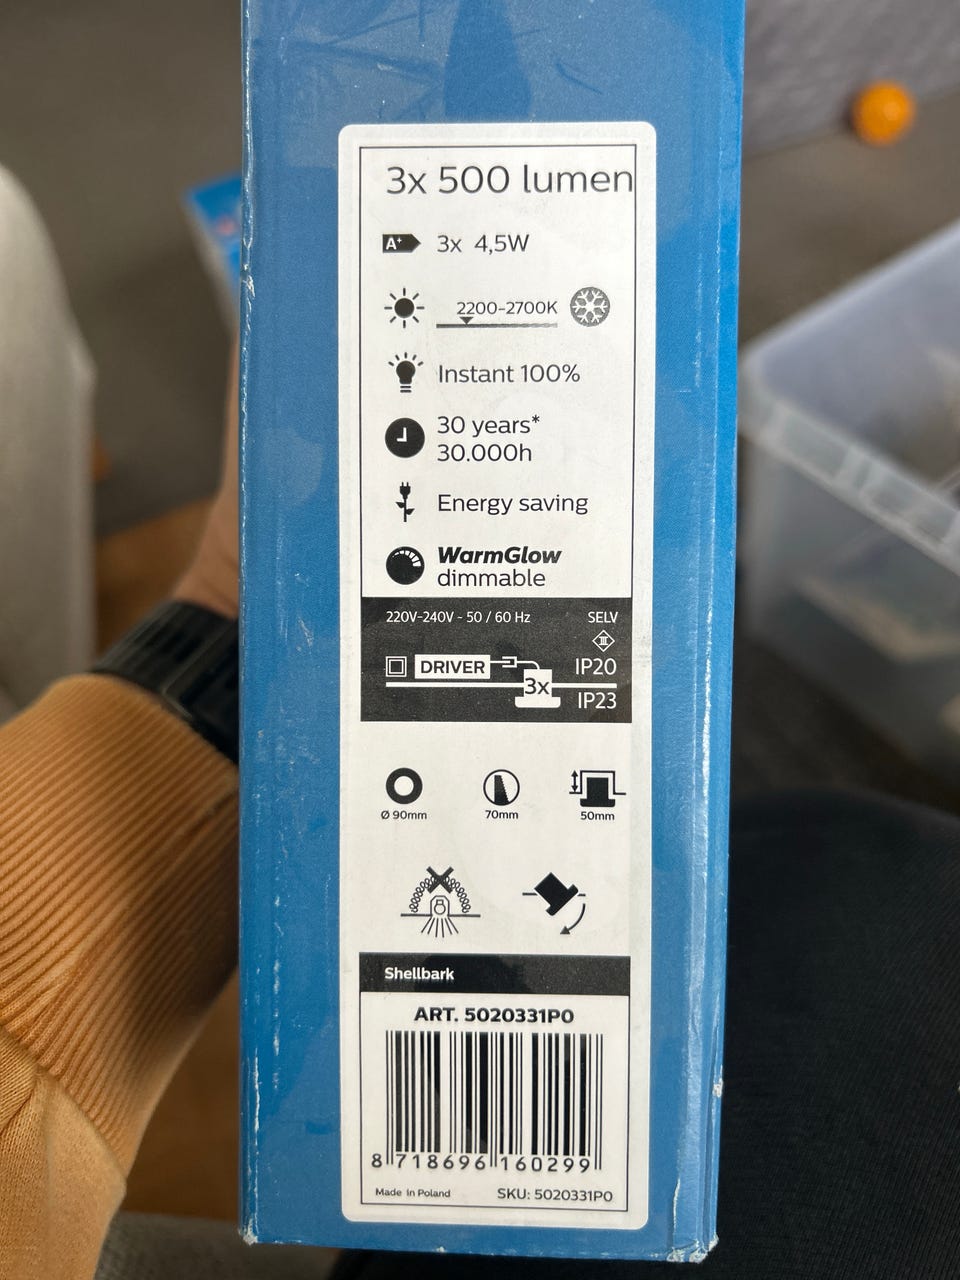 3x 500 lumen
A+ 3x 4,5W
2200-2700K
Instant 100%
30 years*
30.000h
Energy saving
WarmGlow
dimmable
220V-240V ~ 50 / 60 Hz SELV
III
DRIVER IP20
3x
IP23
Ø 90mm 70mm 50mm
Shellbark
ART. 5020331P0
8 718696 160299
Made in Poland SKU: 5020331P0